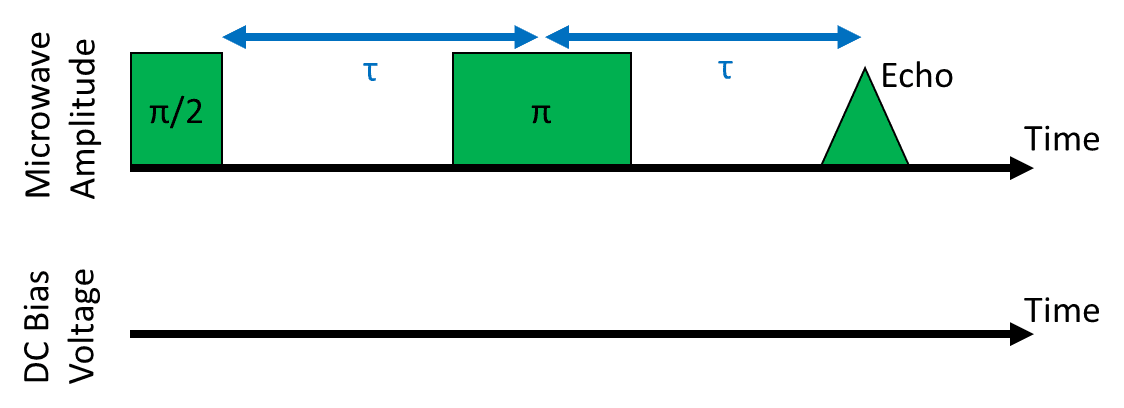 Microwave
Amplitude
π/2
τ
π
τ
Echo
Time
DC Bias
Voltage
Time